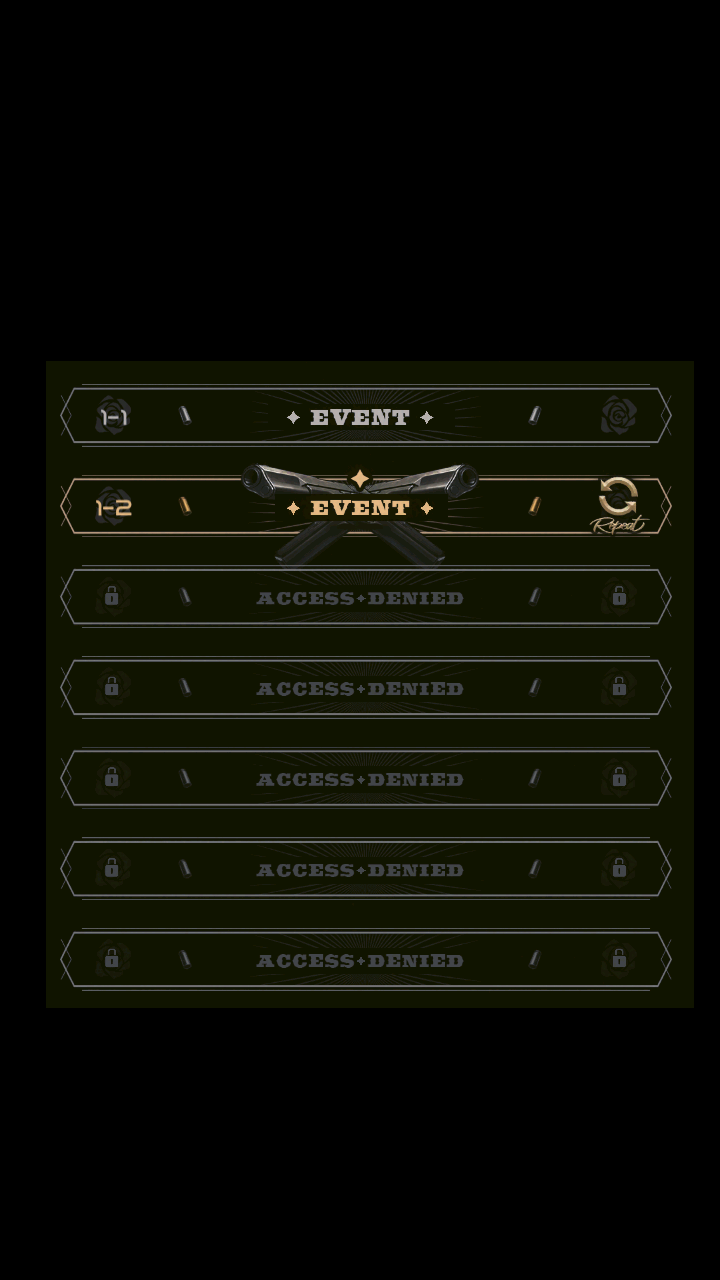 1-1 ✦ EVENT ✦
1-2 ✦ EVENT ✦ Repeat
ACCESS✦DENIED
ACCESS✦DENIED
ACCESS✦DENIED
ACCESS✦DENIED
ACCESS✦DENIED